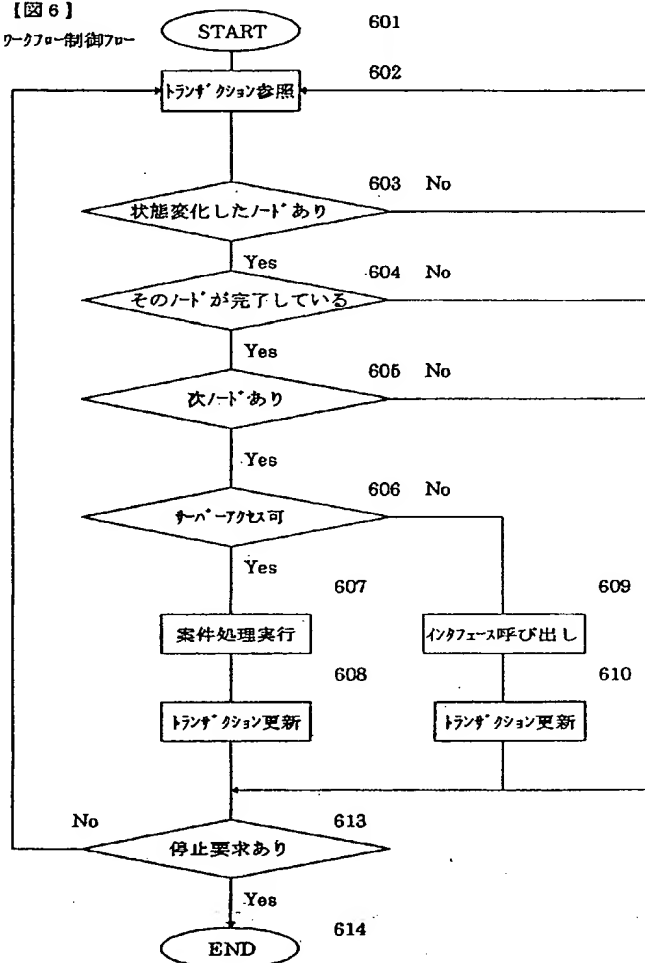 【図6】
ワークフロー制御フロー
START
601
602
トランザクション参照
603 No
状態変化したノードあり
Yes
604 No
そのノードが完了している
Yes
605 No
次ノードあり
Yes
606 No
サーバーアクセス可
Yes
607
609
案件処理実行
インタフェース呼び出し
608
610
トランザクション更新
トランザクション更新
No
613
停止要求あり
Yes
614
END